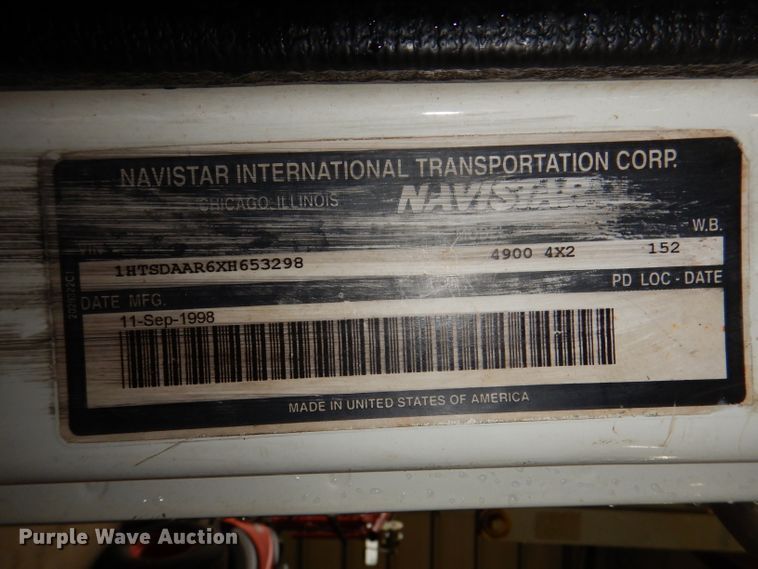 NAVISTAR INTERNATIONAL TRANSPORTATION CORP.
CHICAGO, ILLINOIS NAVISTAR
W.B.
1HTSDAAR6XH653298 4900 4X2 152
PD LOC - DATE
DATE MFG.
11-Sep-1998
MADE IN UNITED STATES OF AMERICA
Purple Wave Auction